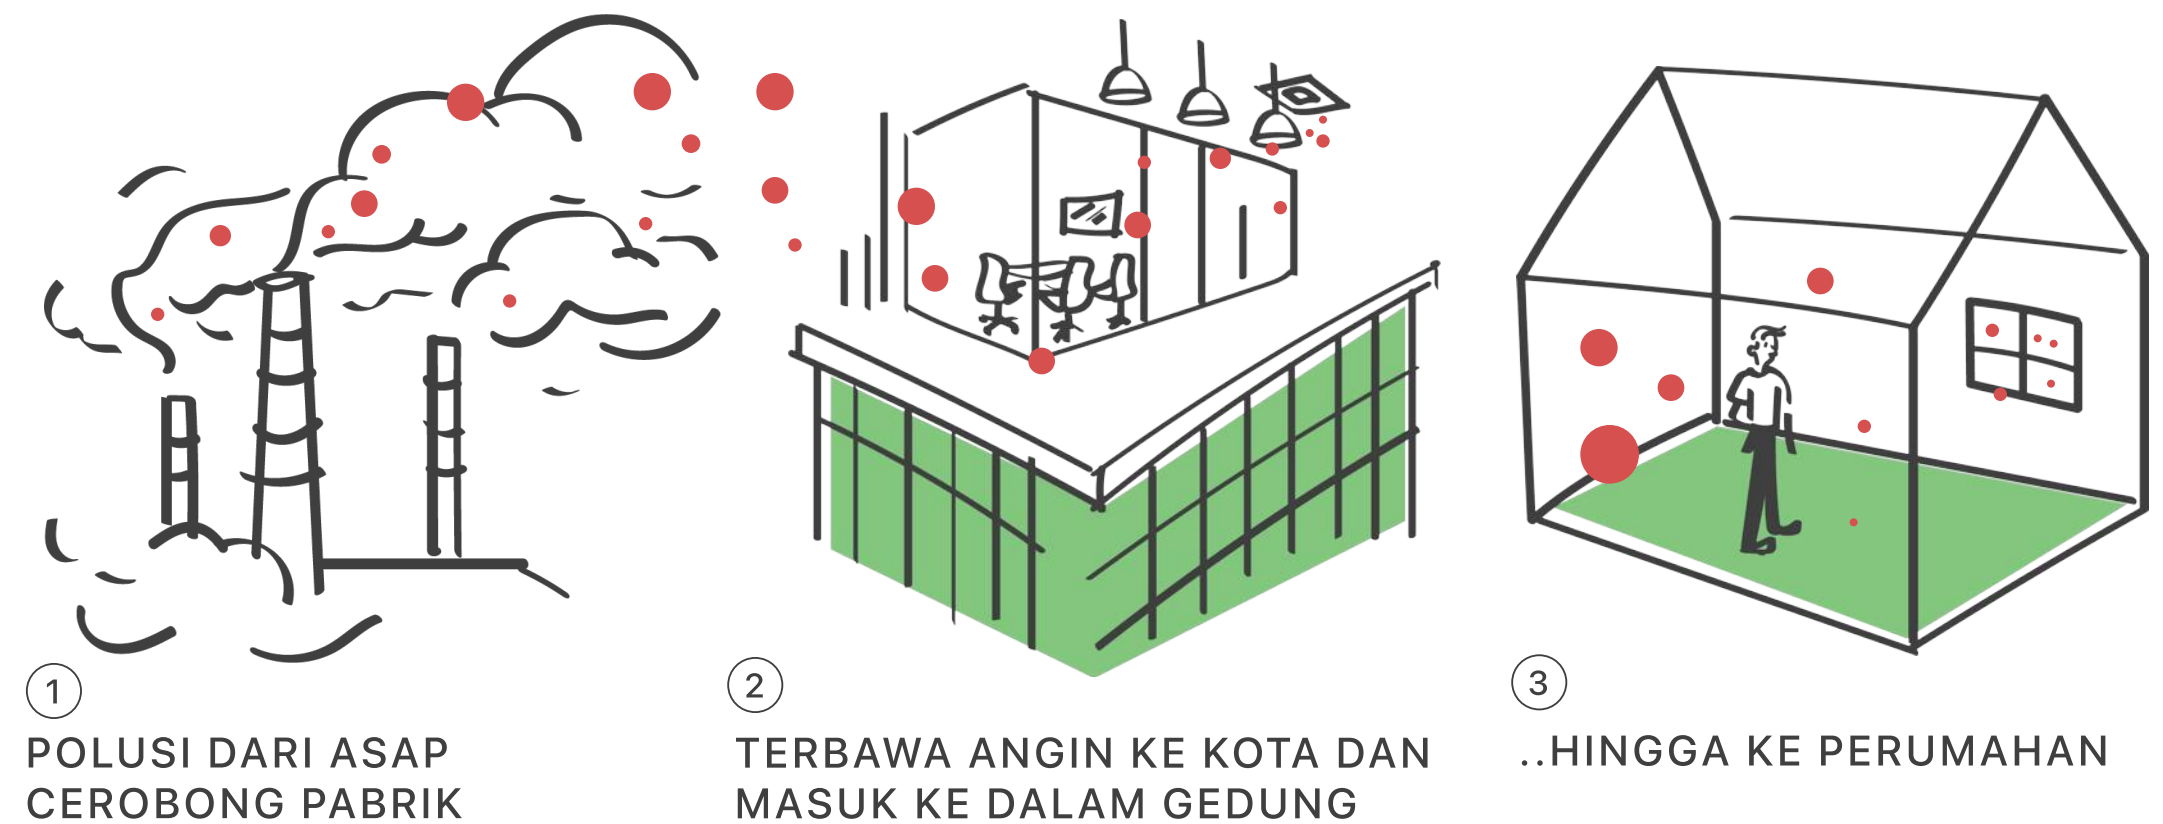 1
POLUSI DARI ASAP
CEROBONG PABRIK
2
TERBAWA ANGIN KE KOTA DAN
MASUK KE DALAM GEDUNG
3
..HINGGA KE PERUMAHAN